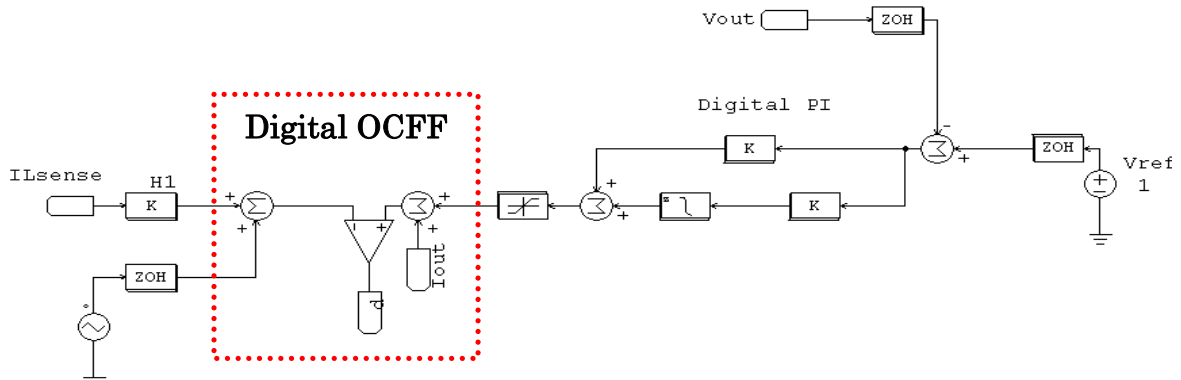 Vout
ZOH
Digital PI
Digital OCFF
K
ZOH
Vref
1
ILsense
H1
K
K
z
Iout
ZOH
d